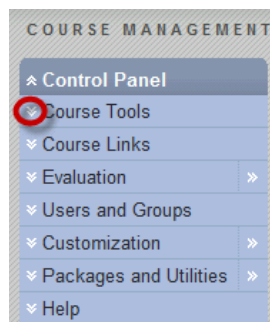 COURSE MANAGEMENT
Control Panel
Course Tools
Course Links
Evaluation
Users and Groups
Customization
Packages and Utilities
Help